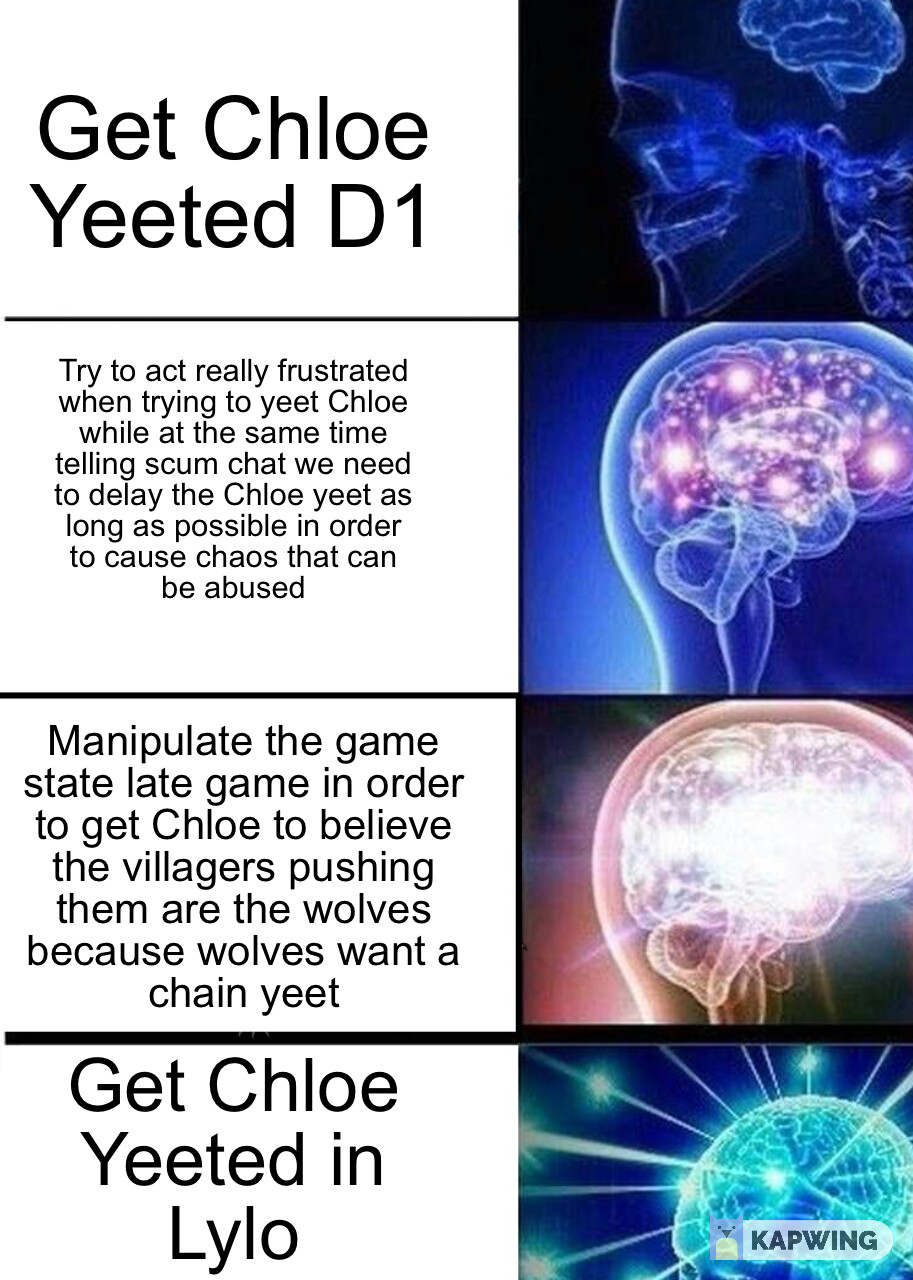 Get Chloe
Yeeted D1
Try to act really frustrated
when trying to yeet Chloe
while at the same time
telling scum chat we need
to delay the Chloe yeet as
long as possible in order
to cause chaos that can
be abused
Manipulate the game
state late game in order
to get Chloe to believe
the villagers pushing
them are the wolves
because wolves want a
chain yeet
Get Chloe
Yeeted in
Lylo
KAPWING